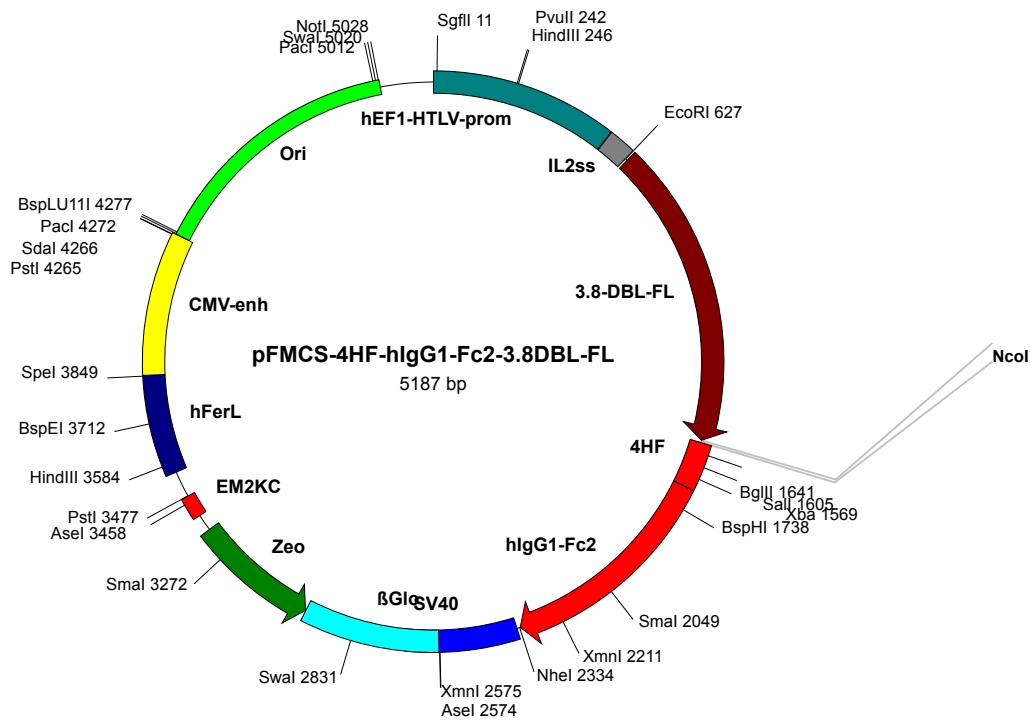 NotI 5028
SwaI 5020
PacI 5012
SgfII 11
PvuII 242
HindIII 246
hEF1-HTLV-prom
EcoRI 627
IL2ss
Ori
BspLU11I 4277
PacI 4272
SdaI 4266
PstI 4265
3.8-DBL-FL
CMV-enh
pFMCS-4HF-hIgG1-Fc2-3.8DBL-FL
5187 bp
NcoI
SpeI 3849
hFerL
BspEI 3712
4HF
HindIII 3584
BglII 1641
SalI 1605
Xba 1569
EM2KC
PstI 3477
AseI 3458
BspHI 1738
hIgG1-Fc2
Zeo
SmaI 3272
ßGlo
SV40
SmaI 2049
XmnI 2211
SwaI 2831
NheI 2334
XmnI 2575
AseI 2574